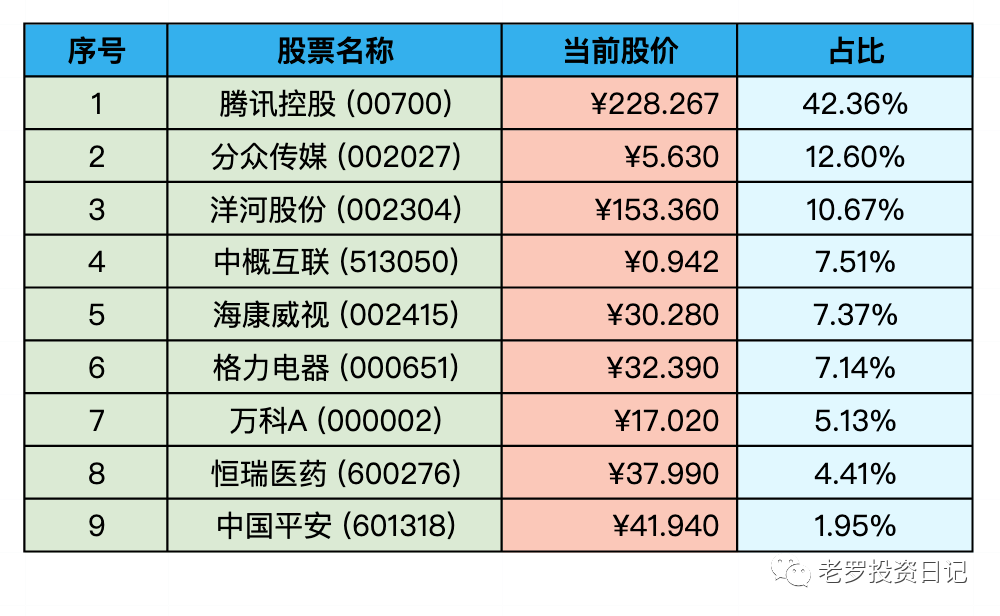 序号 股票名称 当前股价 占比
1 腾讯控股 (00700) ¥228.267 42.36%
2 分众传媒 (002027) ¥5.630 12.60%
3 洋河股份 (002304) ¥153.360 10.67%
4 中概互联 (513050) ¥0.942 7.51%
5 海康威视 (002415) ¥30.280 7.37%
6 格力电器 (000651) ¥32.390 7.14%
7 万科A (000002) ¥17.020 5.13%
8 恒瑞医药 (600276) ¥37.990 4.41%
9 中国平安 (601318) ¥41.940 1.95%
老罗投资日记